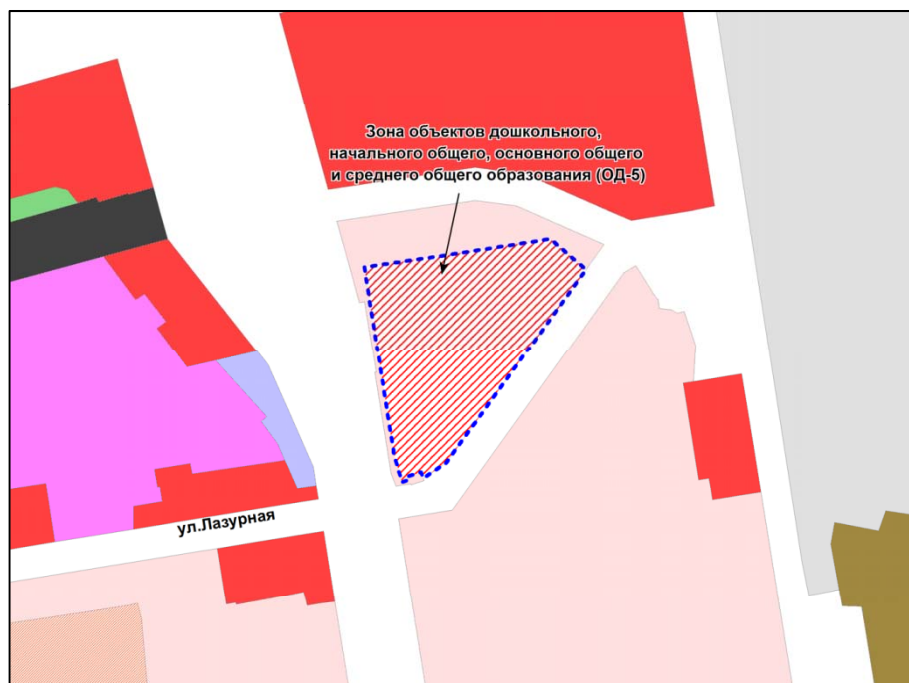 Зона объектов дошкольного,
начального общего, основного общего
и среднего общего образования (ОД-5)
ул.Лазурная